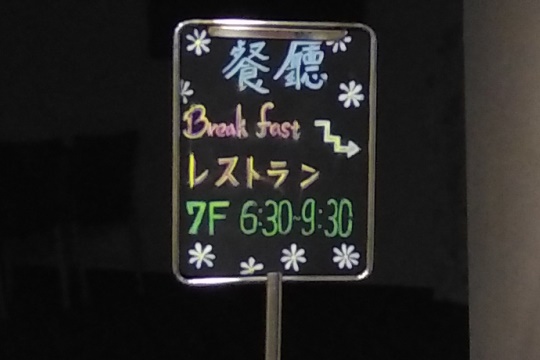 餐廳
Break fast
レストラン
7F 6:30~9:30